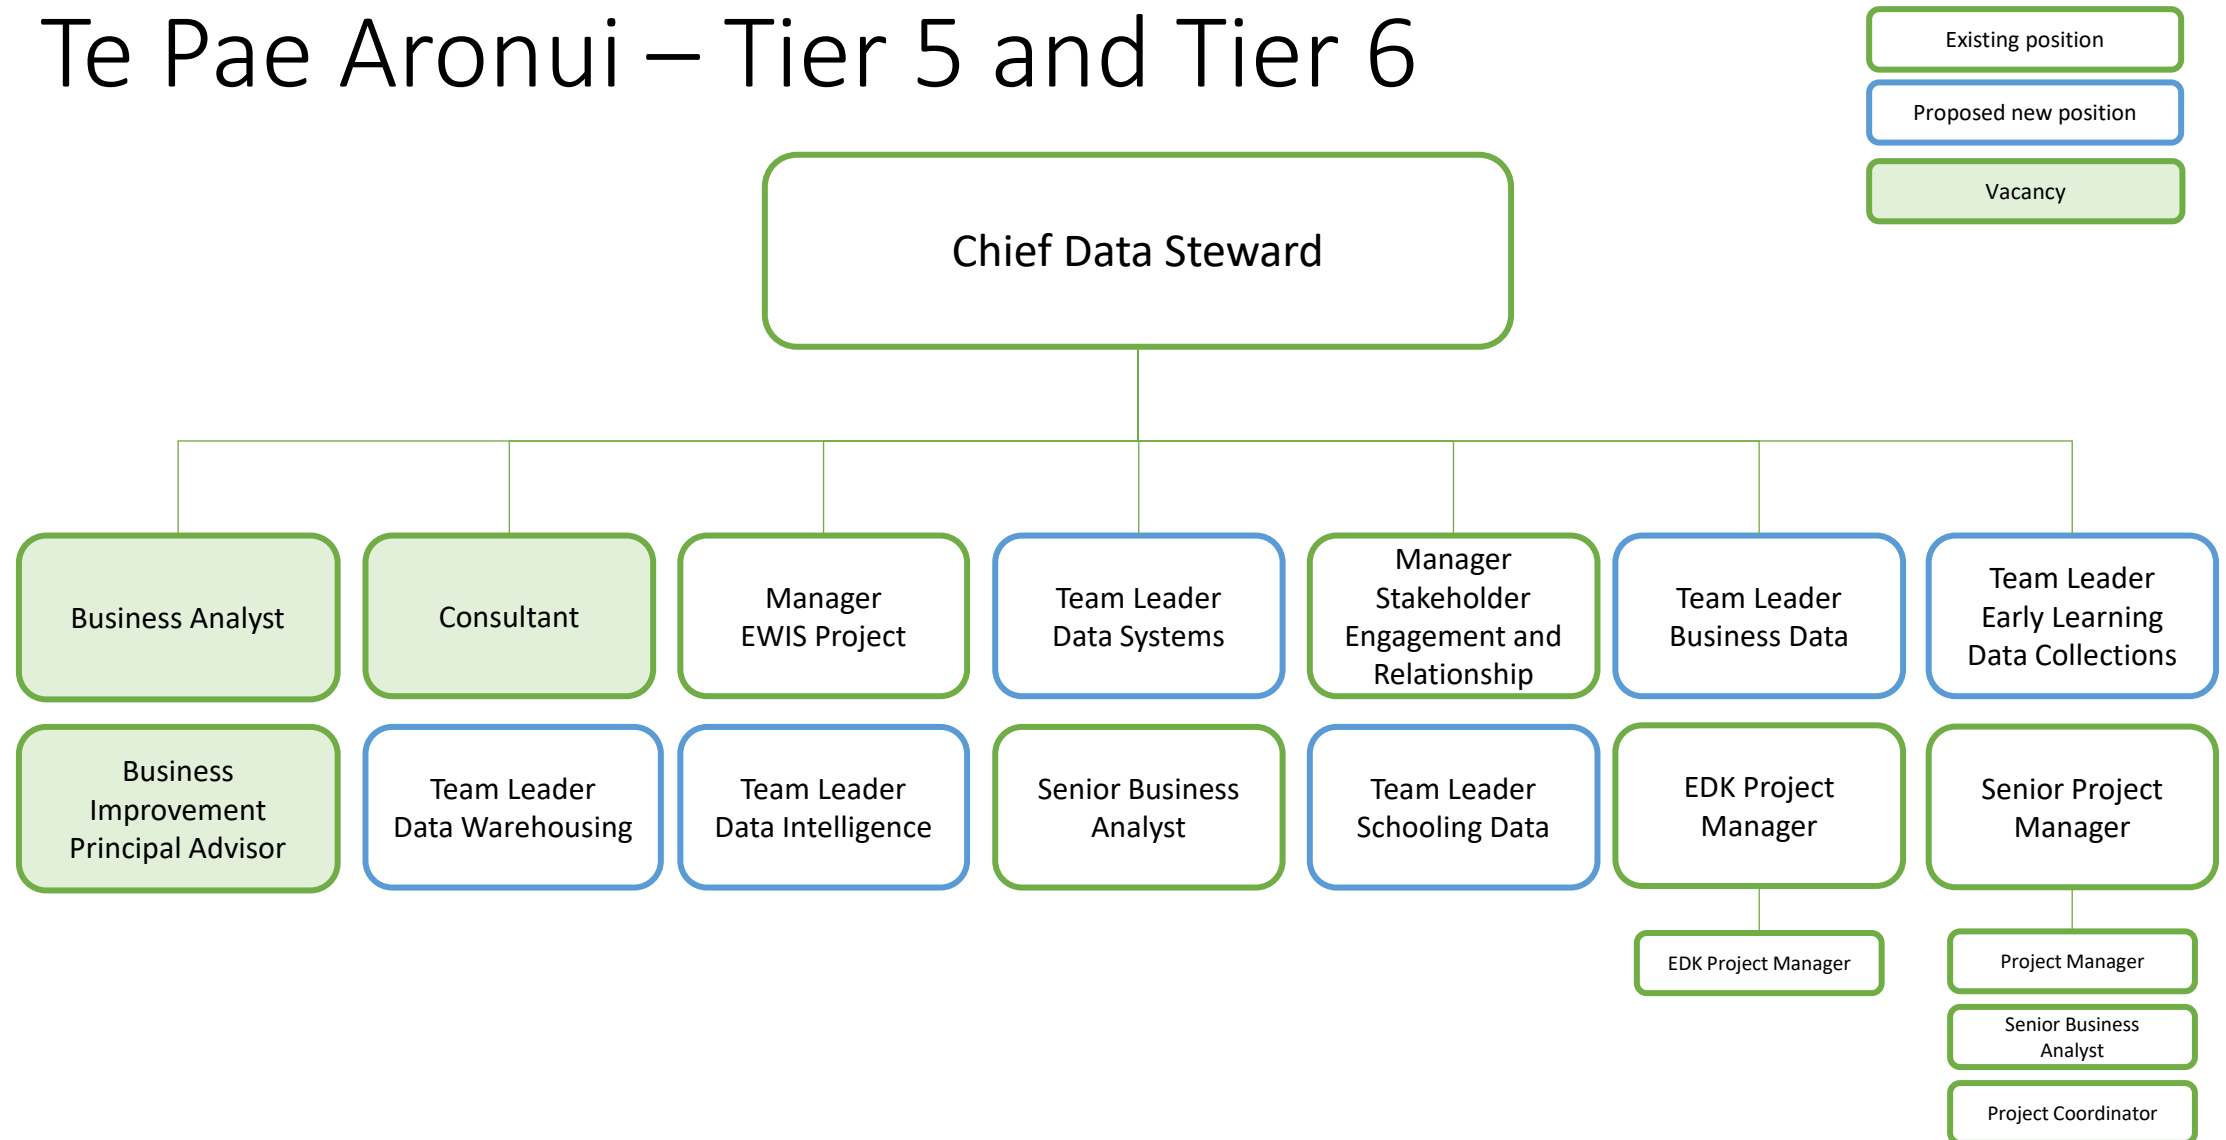 Te Pae Aronui – Tier 5 and Tier 6
Existing position
Proposed new position
Vacancy
Chief Data Steward
Business Analyst
Consultant
Manager
EWIS Project
Team Leader
Data Systems
Manager
Stakeholder
Engagement and
Relationship
Team Leader
Business Data
Team Leader
Early Learning
Data Collections
Business
Improvement
Principal Advisor
Team Leader
Data Warehousing
Team Leader
Data Intelligence
Senior Business
Analyst
Team Leader
Schooling Data
EDK Project
Manager
Senior Project
Manager
EDK Project Manager
Project Manager
Senior Business
Analyst
Project Coordinator